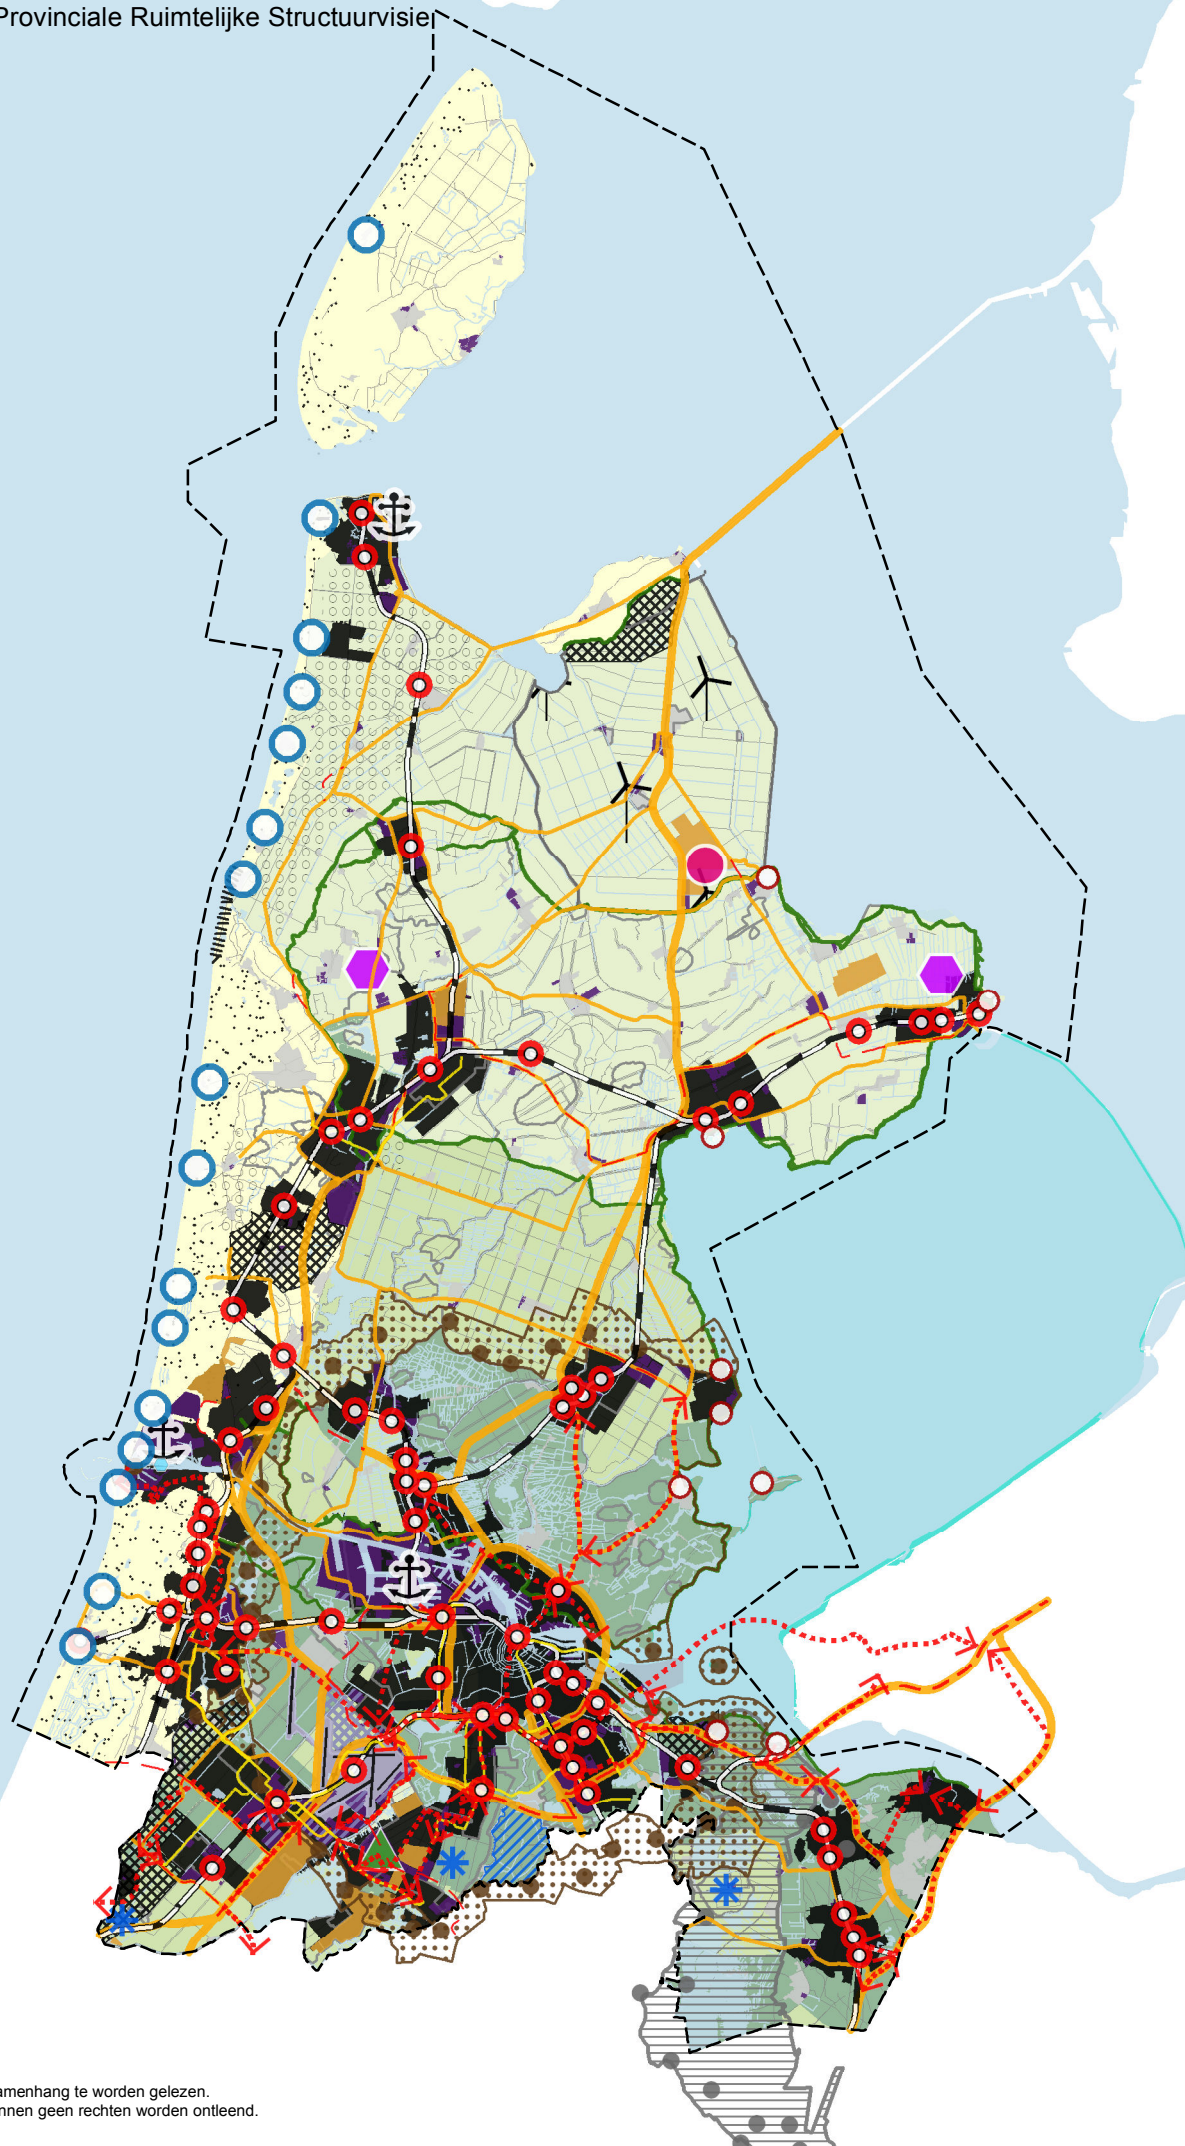 Provinciale Ruimtelijke Structuurvisie
amenhang te worden gelezen.
nnen geen rechten worden ontleend.